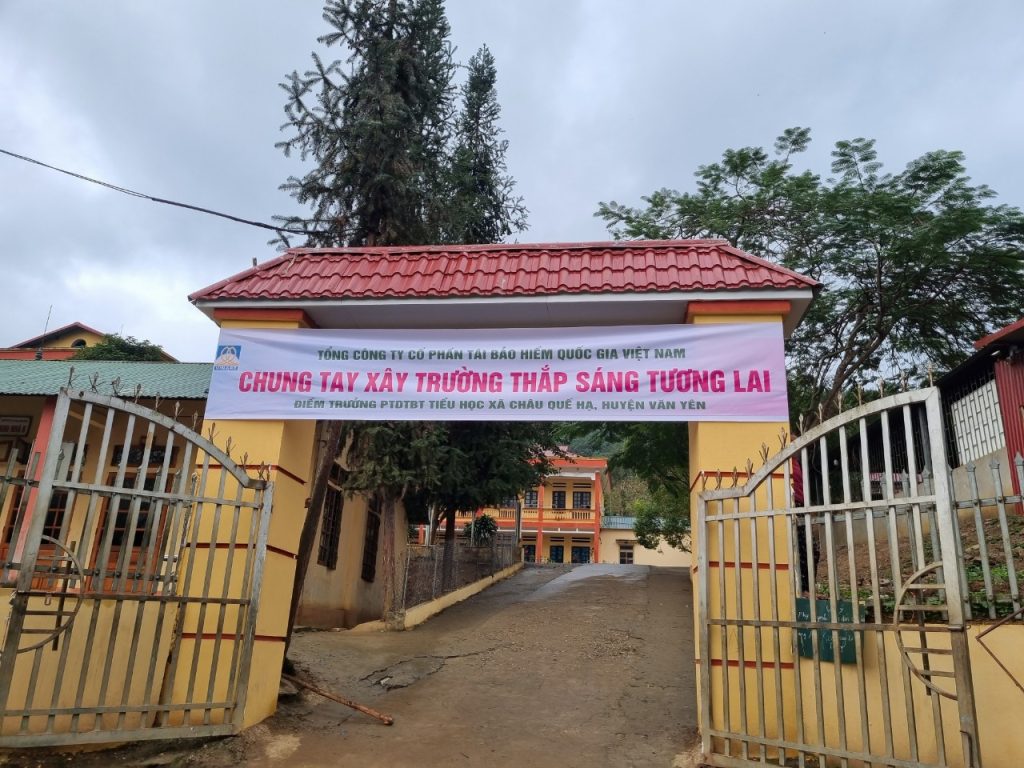 TỔNG CÔNG TY CỔ PHẦN TÁI BẢO HIỂM QUỐC GIA VIỆT NAM
VINARE
CHUNG TAY XÂY TRƯỜNG THẮP SÁNG TƯƠNG LAI
ĐIỂM TRƯỜNG PTDTBT TIỂU HỌC XÃ CHÂU QUẾ HẠ, HUYỆN VĂN YÊN